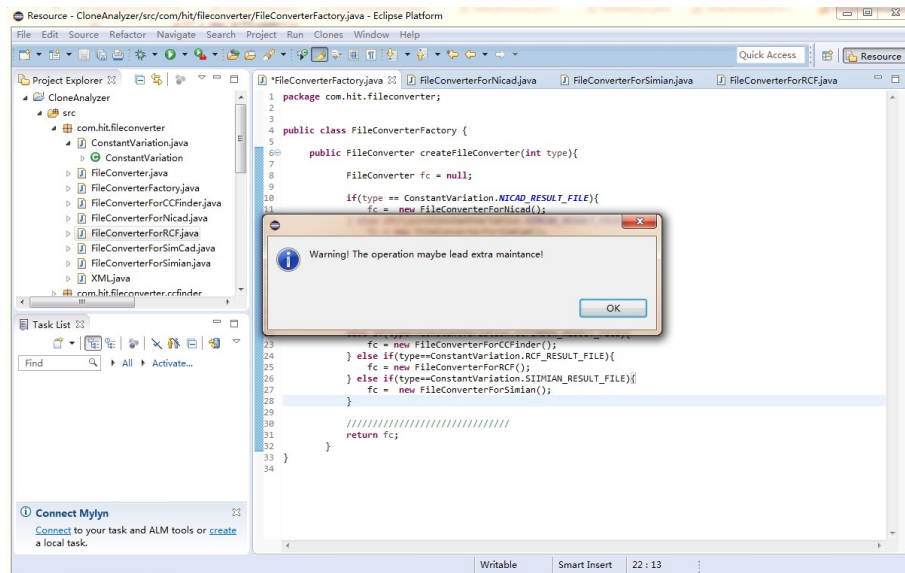 Resource - CloneAnalyzer/src/com/hit/fileconverter/FileConverterFactory.java - Eclipse Platform
File Edit Source Refactor Navigate Search Project Run Clones Window Help
Quick Access
Resource
Project Explorer
*FileConverterFactory.java
FileConverterForNicad.java
FileConverterForSimian.java
FileConverterForRCF.java
CloneAnalyzer
src
com.hit.fileconverter
ConstantVariation.java
ConstantVariation
FileConverter.java
FileConverterFactory.java
FileConverterForCCFinder.java
FileConverterForNicad.java
FileConverterForRCF.java
FileConverterForSimCad.java
FileConverterForSimian.java
XML.java
com.hit.fileconverter.ccfinder
1 package com.hit.fileconverter;
2
3
4 public class FileConverterFactory {
5
6 public FileConverter createFileConverter(int type){
7
8 FileConverter fc = null;
9
10 if(type == ConstantVariation.NICAD_RESULT_FILE){
11 fc = new FileConverterForNicad();
Warning! The operation maybe lead extra maintance!
OK
23 fc = new FileConverterForCCFinder();
24 } else if(type==ConstantVariation.RCF_RESULT_FILE){
25 fc = new FileConverterForRCF();
26 } else if(type==ConstantVariation.SIIMIAN_RESULT_FILE){
27 fc = new FileConverterForSimian();
28 }
29
30 ///////////////////////////////
31 return fc;
32 }
33 }
34
Task List
Find
All
Activate...
Connect Mylyn
Connect to your task and ALM tools or create
a local task.
Writable
Smart Insert
22 : 13